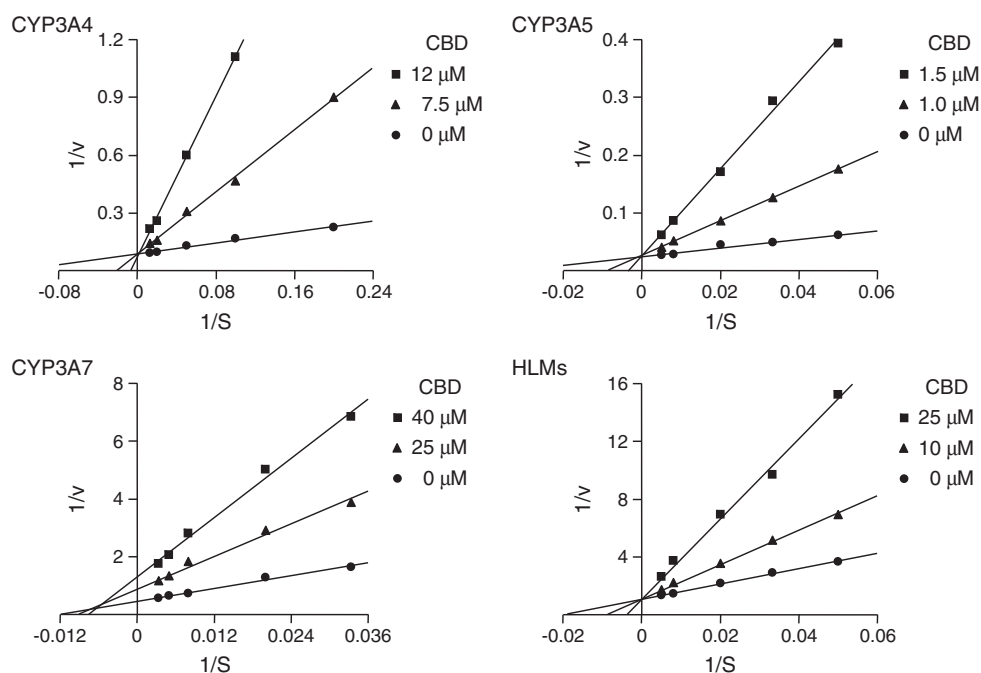 CYP3A4
1/v
1.2
0.9
0.6
0.3
-0.08
0
0.08
0.16
0.24
1/S
CBD
12 μM
7.5 μM
0 μM
CYP3A5
1/v
0.4
0.3
0.2
0.1
-0.02
0
0.02
0.04
0.06
1/S
CBD
1.5 μM
1.0 μM
0 μM
CYP3A7
1/v
8
6
4
2
-0.012
0
0.012
0.024
0.036
1/S
CBD
40 μM
25 μM
0 μM
HLMs
1/v
16
12
8
4
-0.02
0
0.02
0.04
0.06
1/S
CBD
25 μM
10 μM
0 μM